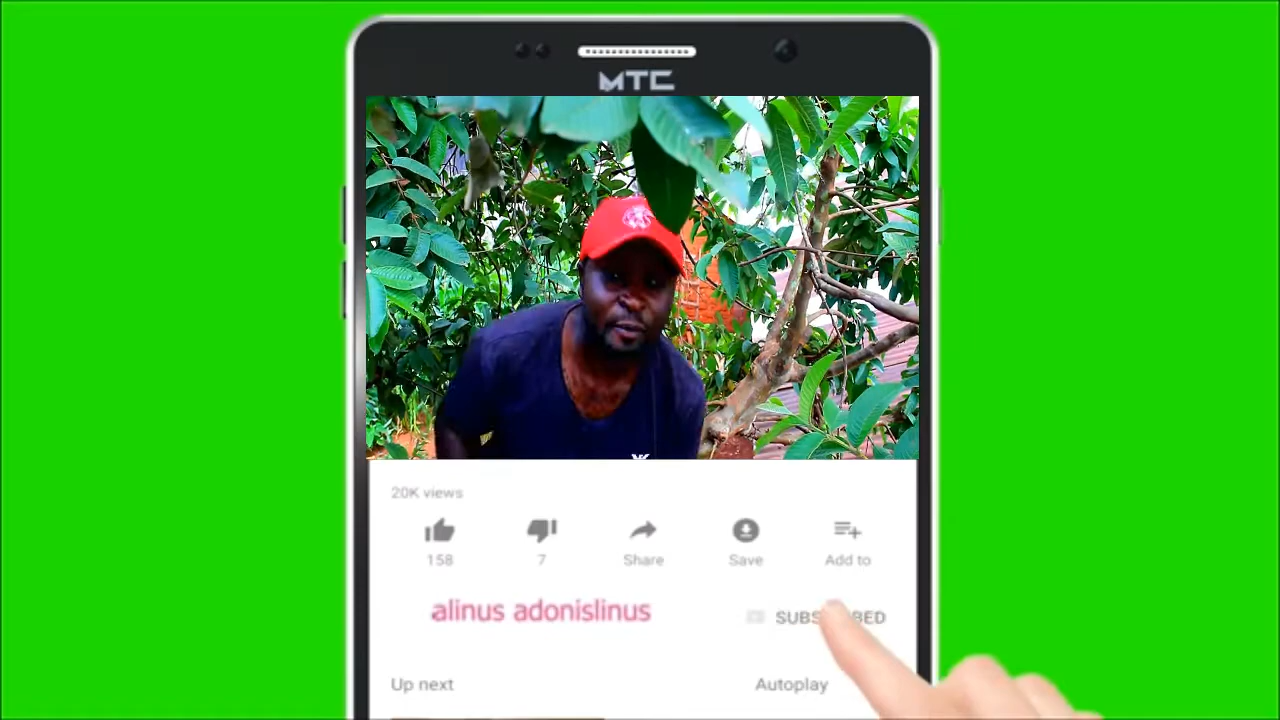 MTC
20K views
158
7
Share
Save
Add to
alinus adonislinus
Up next
Autoplay